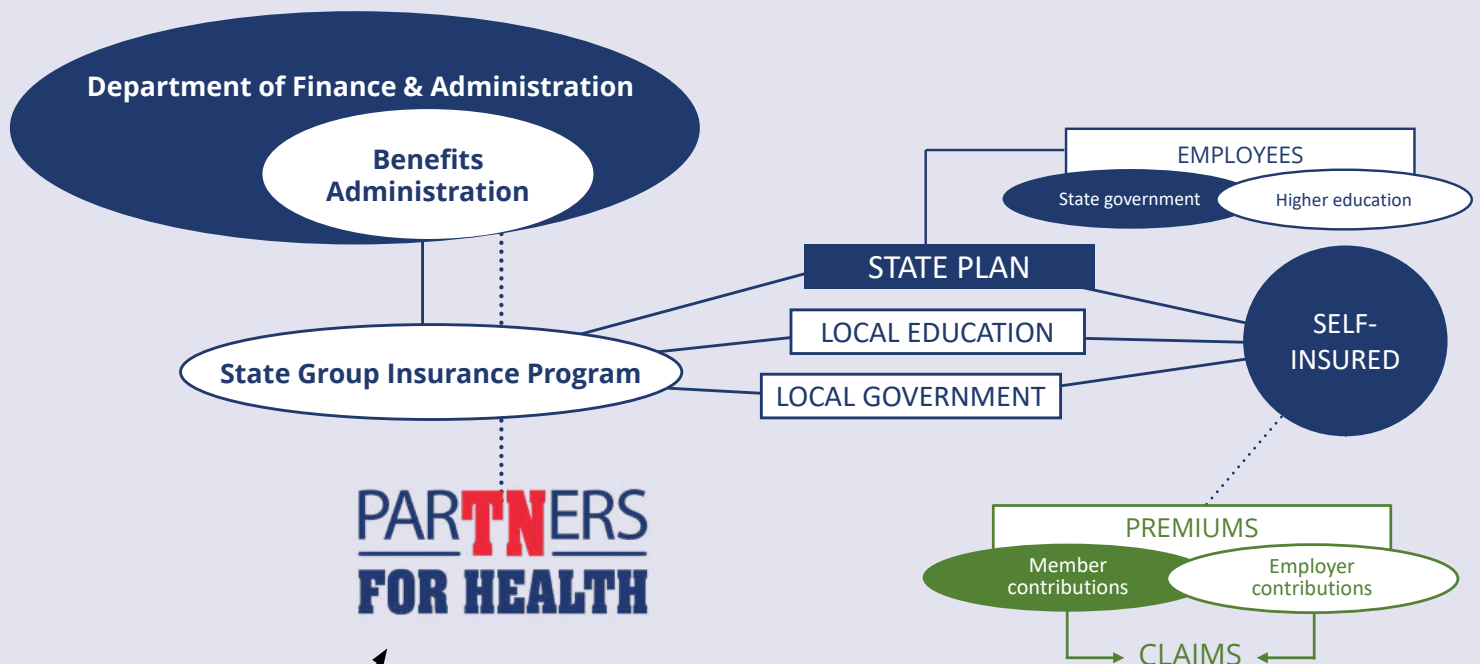 Department of Finance & Administration
Benefits
Administration
EMPLOYEES
State government
Higher education
STATE PLAN
LOCAL EDUCATION
SELF-
INSURED
State Group Insurance Program
LOCAL GOVERNMENT
PARTNERS
FOR HEALTH
PREMIUMS
Member
contributions
Employer
contributions
CLAIMS